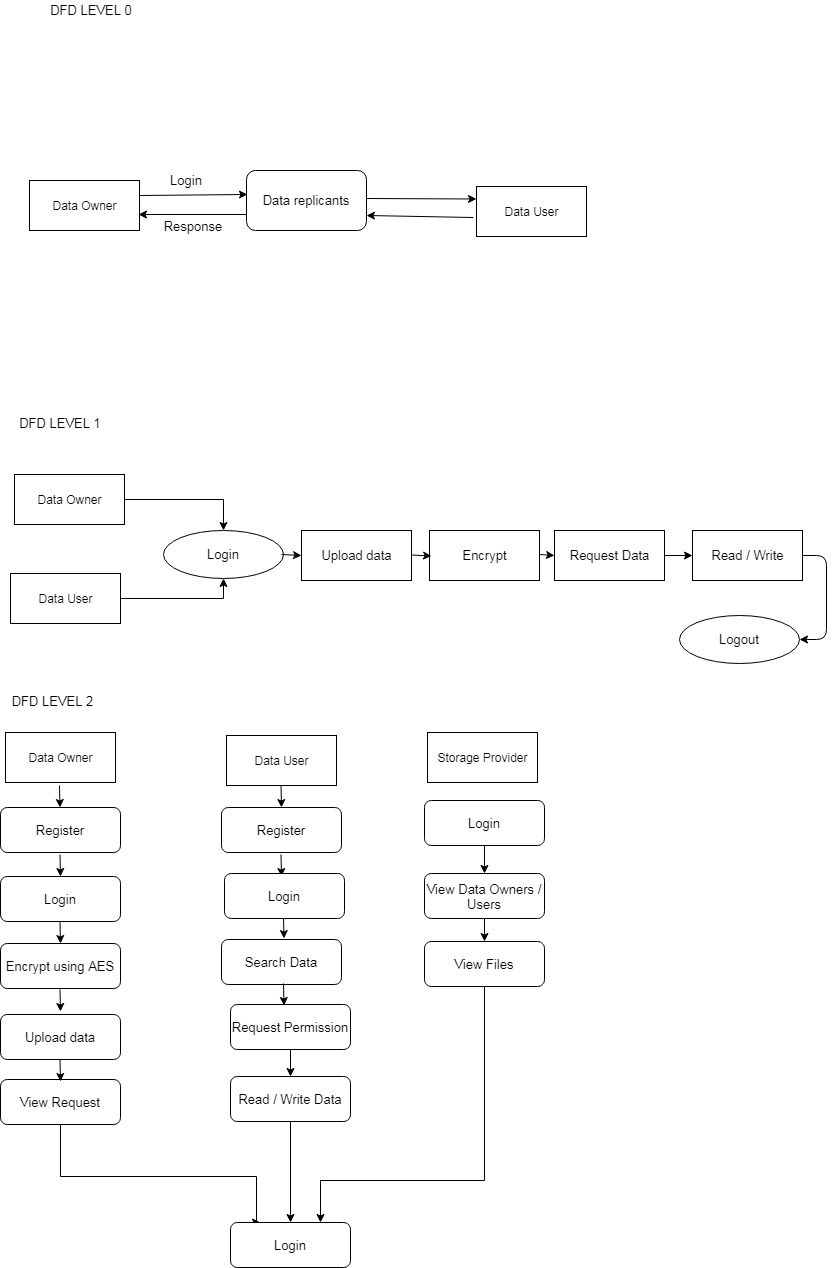 DFD LEVEL 0
Login
Data Owner
Data replicants
Data User
Response
DFD LEVEL 1
Data Owner
Login
Upload data
Encrypt
Request Data
Read / Write
Data User
Logout
DFD LEVEL 2
Data Owner
Data User
Storage Provider
Register
Register
Login
Login
Login
View Data Owners /
Users
Encrypt using AES
Search Data
View Files
Upload data
Request Permission
View Request
Read / Write Data
Login